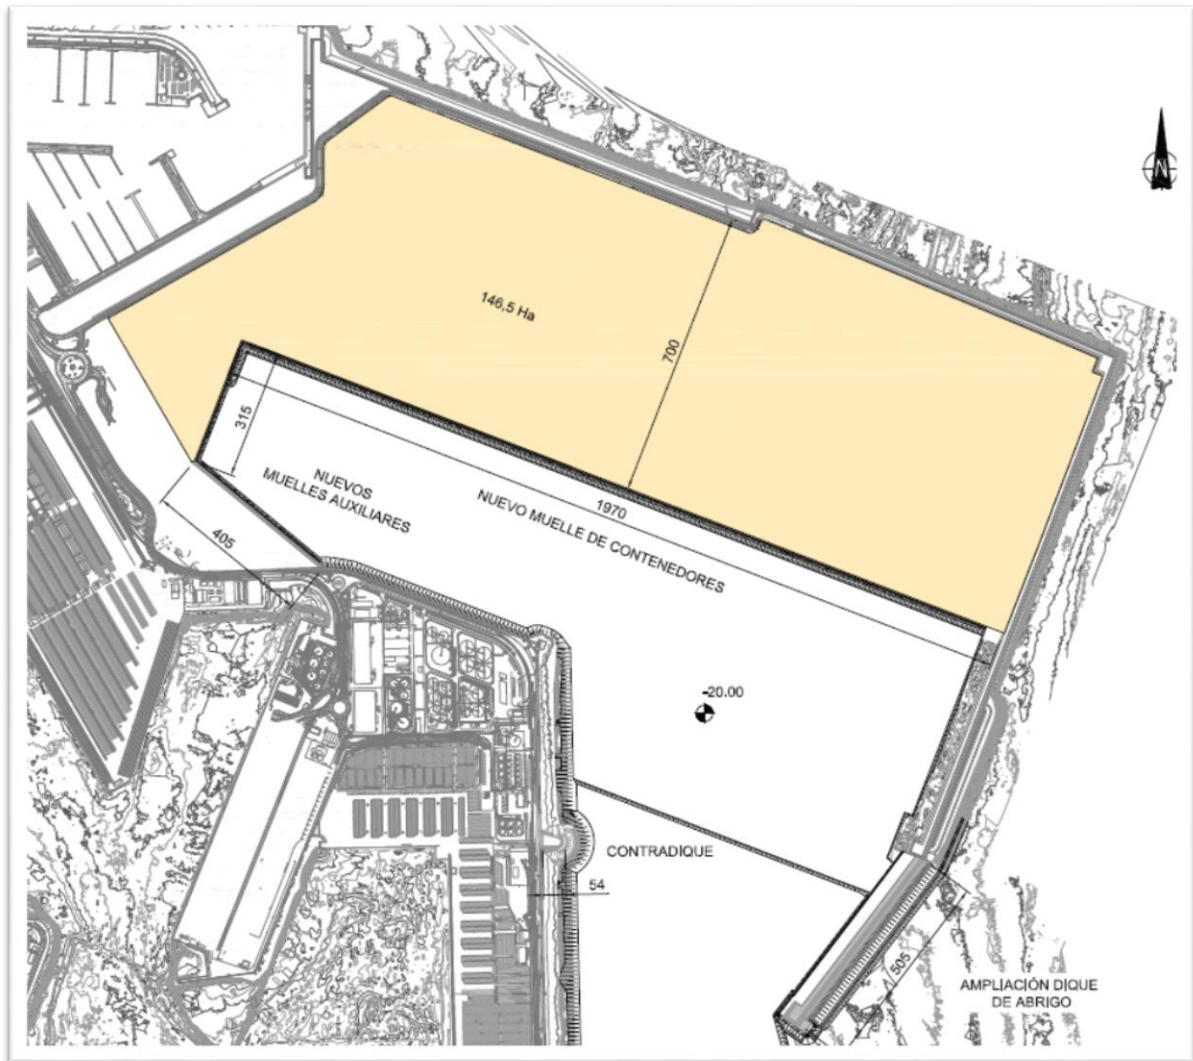 N
146,5 Ha
700
315
NUEVOS
MUELLES AUXILIARES
1970
NUEVO MUELLE DE CONTENEDORES
405
-20.00
CONTRADIQUE
54
505
AMPLIACIÓN DIQUE
DE ABRIGO